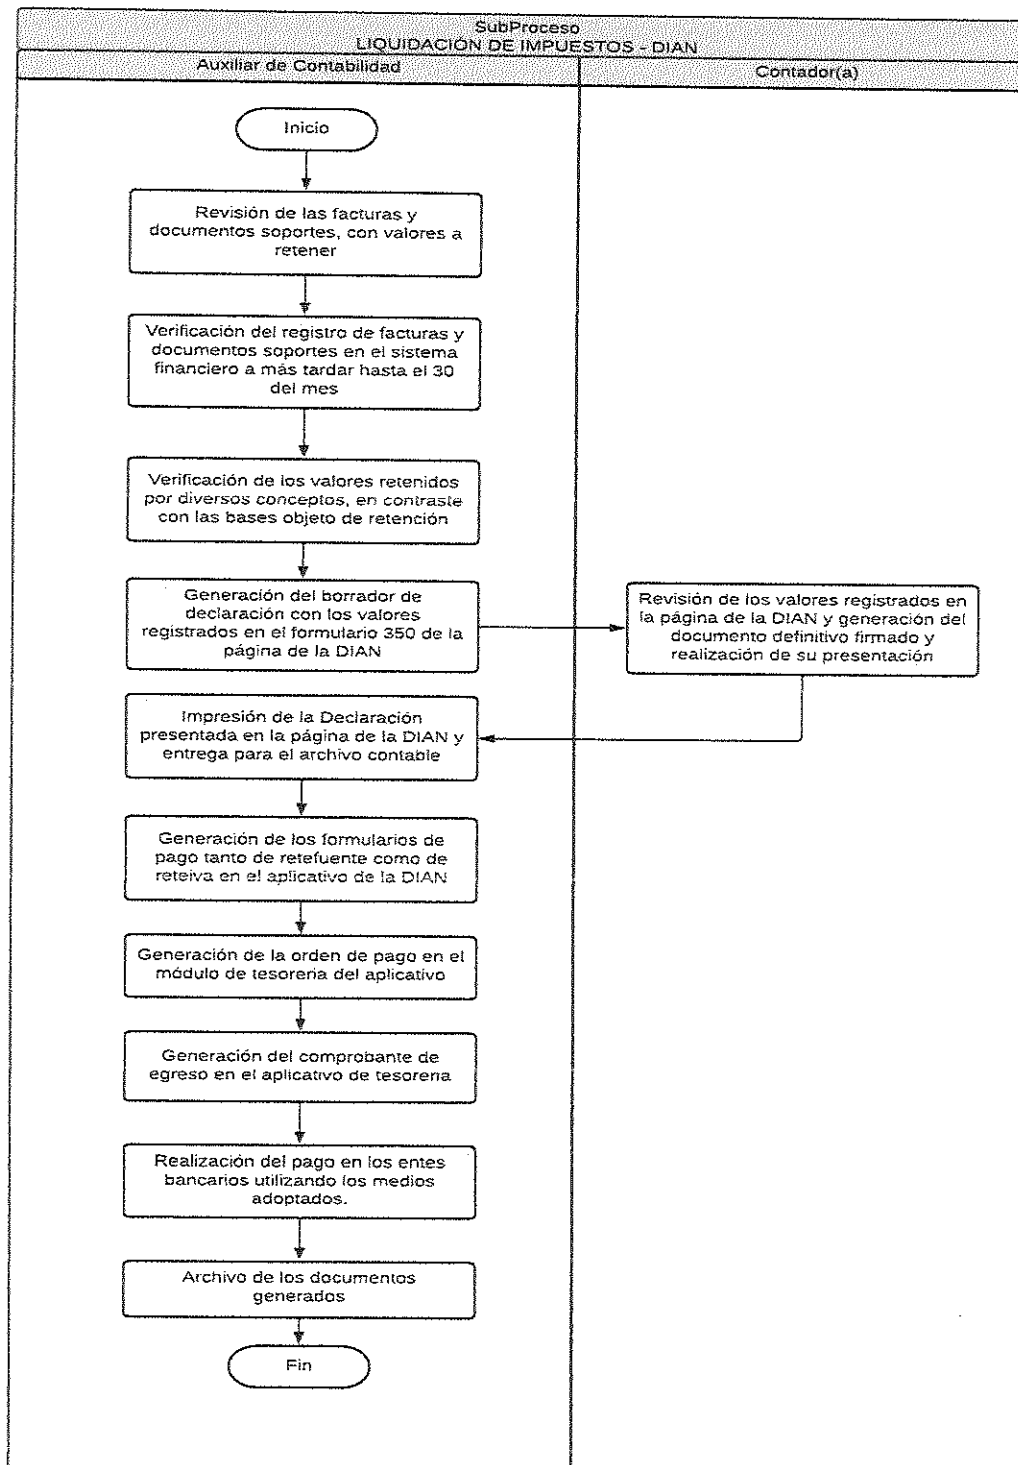 SubProceso
LIQUIDACIÓN DE IMPUESTOS - DIAN
Auxiliar de Contabilidad
Contador(a)
Inicio
Revisión de las facturas y
documentos soportes, con valores a
retener
Verificación del registro de facturas y
documentos soportes en el sistema
financiero a más tardar hasta el 30
del mes
Verificación de los valores retenidos
por diversos conceptos, en contraste
con las bases objeto de retención
Generación del borrador de
declaración con los valores
registrados en el formulario 350 de la
página de la DIAN
Revisión de los valores registrados en
la página de la DIAN y generación del
documento definitivo firmado y
realización de su presentación
Impresión de la Declaración
presentada en la página de la DIAN y
entrega para el archivo contable
Generación de los formularios de
pago tanto de retefuente como de
reteiva en el aplicativo de la DIAN
Generación de la orden de pago en el
módulo de tesoreria del aplicativo
Generación del comprobante de
egreso en el aplicativo de tesoreria
Realización del pago en los entes
bancarios utilizando los medios
adoptados.
Archivo de los documentos
generados
Fin